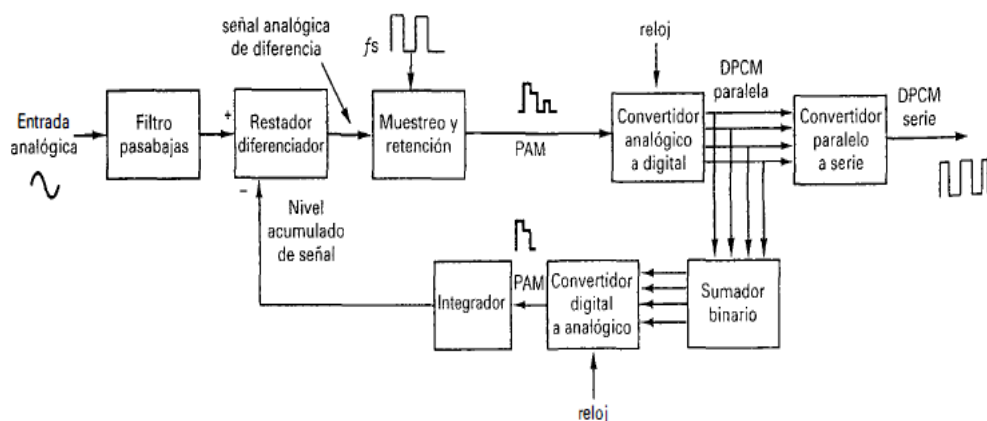 señal analógica
de diferencia
fs
reloj
DPCM
paralela
DPCM
serie
Entrada
analógica
Filtro
pasabajas
+
Restador
diferenciador
Muestreo y
retención
PAM
Convertidor
analógico
a digital
Convertidor
paralelo
a serie
−
Nivel
acumulado
de señal
Integrador
PAM
Convertidor
digital
a analógico
Sumador
binario
reloj